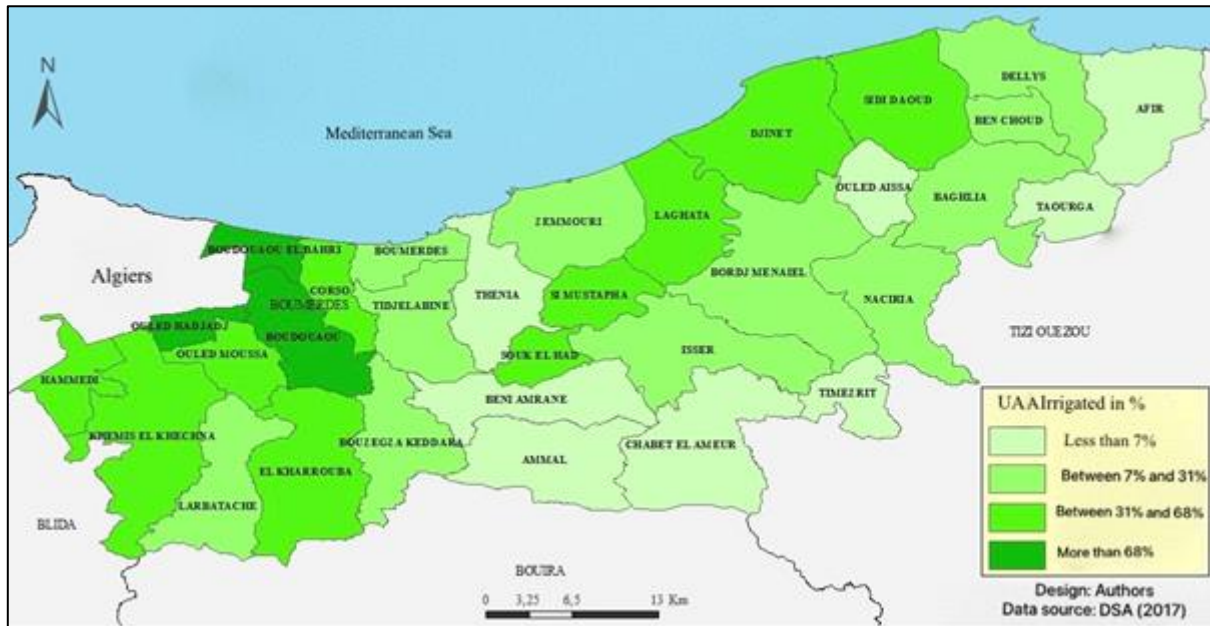 N
Mediterranean Sea
Algiers
DELLYS
AFIR
SIDI DAOUD
BEN CHOUD
DJINET
OULED AISSA
BAGHLIA
TAOURGA
ZEMMOURI
LAGHATA
BOUDOUAOU EL BAHRI
BOUMERDES
BORDJ MENAIEL
CORSO
THENIA
SI MUSTAPHA
NACIRIA
BOUMERDES
TIDJELABINE
OULED HADJADJ
BOUDOUAOU
TIZI OUEZOU
OULED MOUSSA
SOUK EL HAD
ISSER
HAMMEDI
BENI AMRANE
TIMEZRIT
KHEMIS EL KHECHNA
BOUZEGZA KEDDARA
CHABET EL AMEUR
AMMAL
EL KHARROUBA
LARBATACHE
BLIDA
BOUIRA
0 3,25 6,5 13 Km
UAAIrrigated in %
Less than 7%
Between 7% and 31%
Between 31% and 68%
More than 68%
Design: Authors
Data source: DSA (2017)